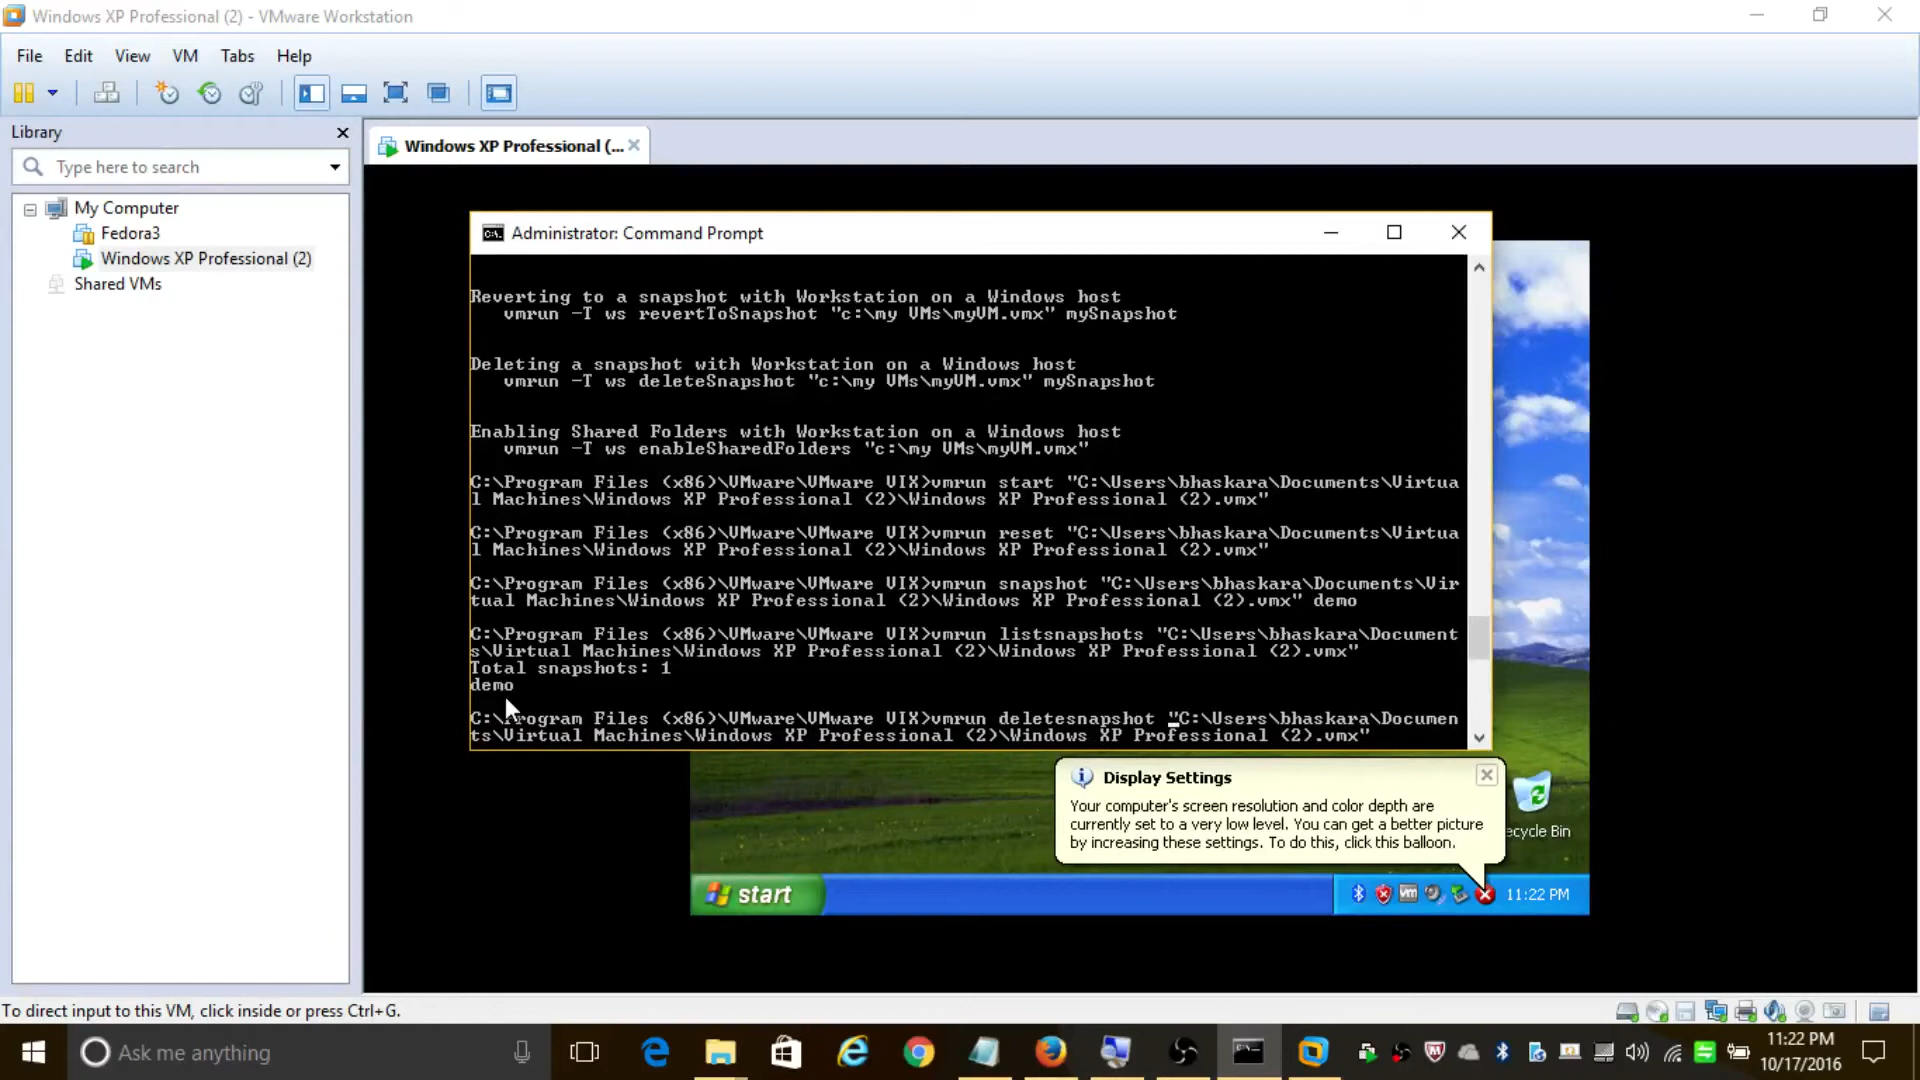 Windows XP Professional (2) - VMware Workstation
File Edit View VM Tabs Help
Library
Type here to search
My Computer
Fedora3
Windows XP Professional (2)
Shared VMs
Windows XP Professional (...
Administrator: Command Prompt
Reverting to a snapshot with Workstation on a Windows host
vmrun -T ws revertToSnapshot "c:\my VMs\myVM.vmx" mySnapshot
Deleting a snapshot with Workstation on a Windows host
vmrun -T ws deleteSnapshot "c:\my VMs\myVM.vmx" mySnapshot
Enabling Shared Folders with Workstation on a Windows host
vmrun -T ws enableSharedFolders "c:\my VMs\myVM.vmx"
C:\Program Files (x86)\VMware\VMware VIX>vmrun start "C:\Users\bhaskara\Documents\Virtua
l Machines\Windows XP Professional (2)\Windows XP Professional (2).vmx"
C:\Program Files (x86)\VMware\VMware VIX>vmrun reset "C:\Users\bhaskara\Documents\Virtua
l Machines\Windows XP Professional (2)\Windows XP Professional (2).vmx"
C:\Program Files (x86)\VMware\VMware VIX>vmrun snapshot "C:\Users\bhaskara\Documents\Vir
tual Machines\Windows XP Professional (2)\Windows XP Professional (2).vmx" demo
C:\Program Files (x86)\VMware\VMware VIX>vmrun listsnapshots "C:\Users\bhaskara\Document
s\Virtual Machines\Windows XP Professional (2)\Windows XP Professional (2).vmx"
Total snapshots: 1
demo
C:\Program Files (x86)\VMware\VMware VIX>vmrun deletesnapshot "C:\Users\bhaskara\Documen
ts\Virtual Machines\Windows XP Professional (2)\Windows XP Professional (2).vmx"
Display Settings
Your computer's screen resolution and color depth are
currently set to a very low level. You can get a better picture
by increasing these settings. To do this, click this balloon.
ecycle Bin
start
11:22 PM
To direct input to this VM, click inside or press Ctrl+G.
Ask me anything
11:22 PM
10/17/2016